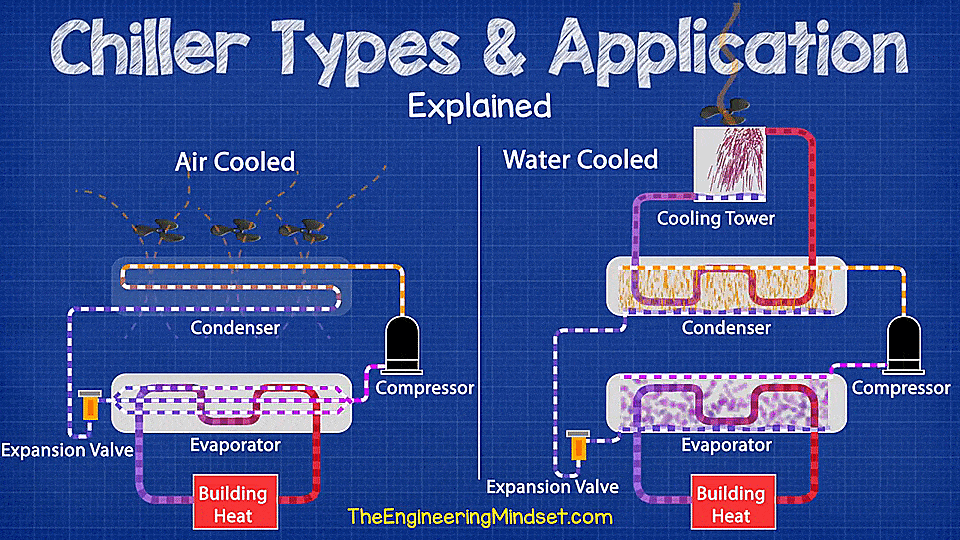 Chiller Types & Application
Explained
Air Cooled
Condenser
Compressor
Expansion Valve
Evaporator
Building
Heat
Water Cooled
Cooling Tower
Condenser
Compressor
Evaporator
Expansion Valve
Building
Heat
TheEngineeringMindset.com